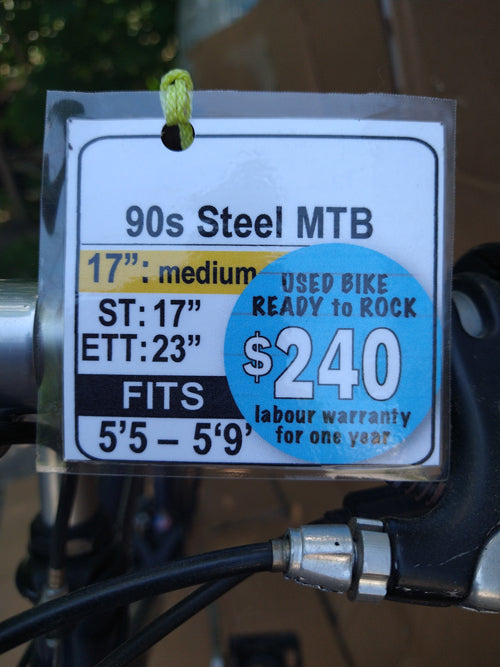 90s Steel MTB
17”: medium
ST: 17”
ETT: 23”
FITS
5’5 – 5‘9’
USED BIKE
READY to ROCK
$240
labour warranty
for one year